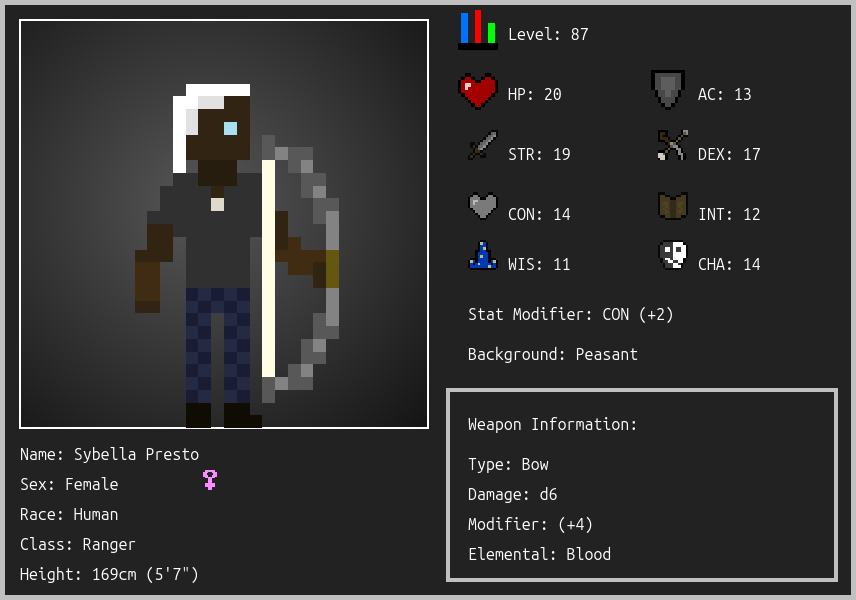 Level: 87
HP: 20
AC: 13
STR: 19
DEX: 17
CON: 14
INT: 12
WIS: 11
CHA: 14
Stat Modifier: CON (+2)
Background: Peasant
Name: Sybella Presto
Sex: Female
Race: Human
Class: Ranger
Height: 169cm (5'7")
Weapon Information:
Type: Bow
Damage: d6
Modifier: (+4)
Elemental: Blood